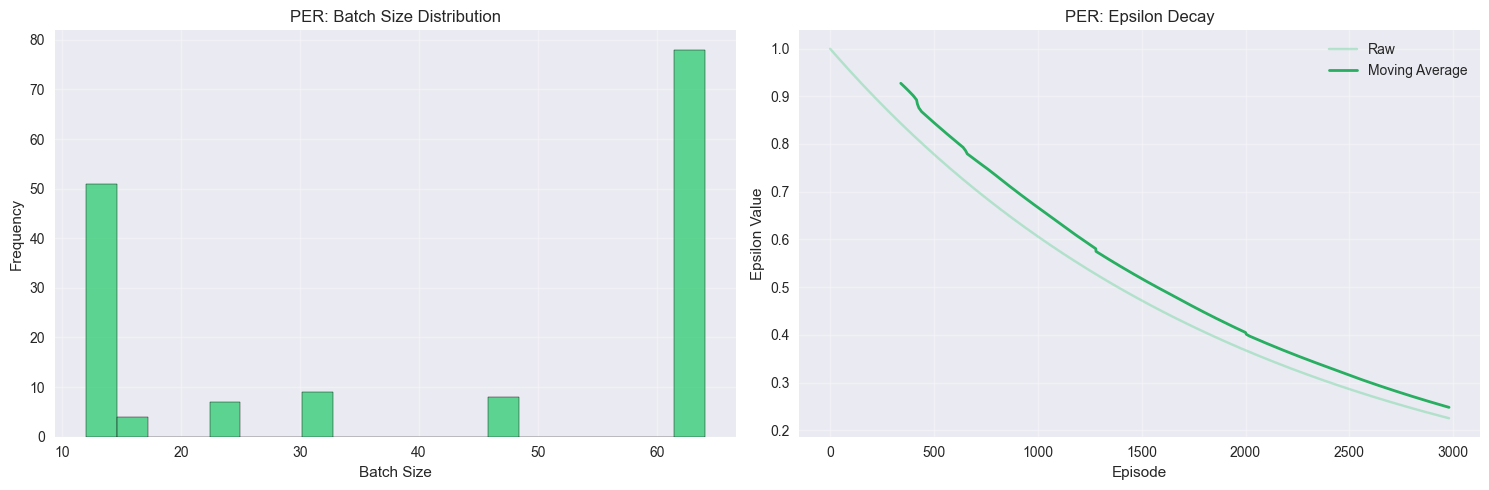 PER: Batch Size Distribution
80
70
60
50
40
30
20
10
0
Frequency
10 20 30 40 50 60
Batch Size
PER: Epsilon Decay
Raw
Moving Average
1.0
0.9
0.8
0.7
0.6
0.5
0.4
0.3
0.2
Epsilon Value
0 500 1000 1500 2000 2500 3000
Episode